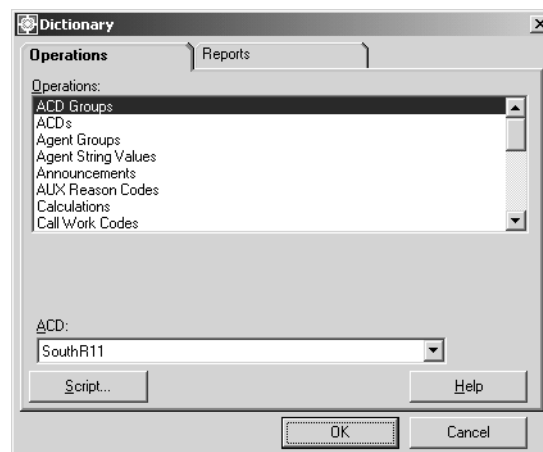 Dictionary
Operations
Reports
Operations:
ACD Groups
ACDs
Agent Groups
Agent String Values
Announcements
AUX Reason Codes
Calculations
Call Work Codes
ACD:
SouthR11
Script...
Help
OK
Cancel